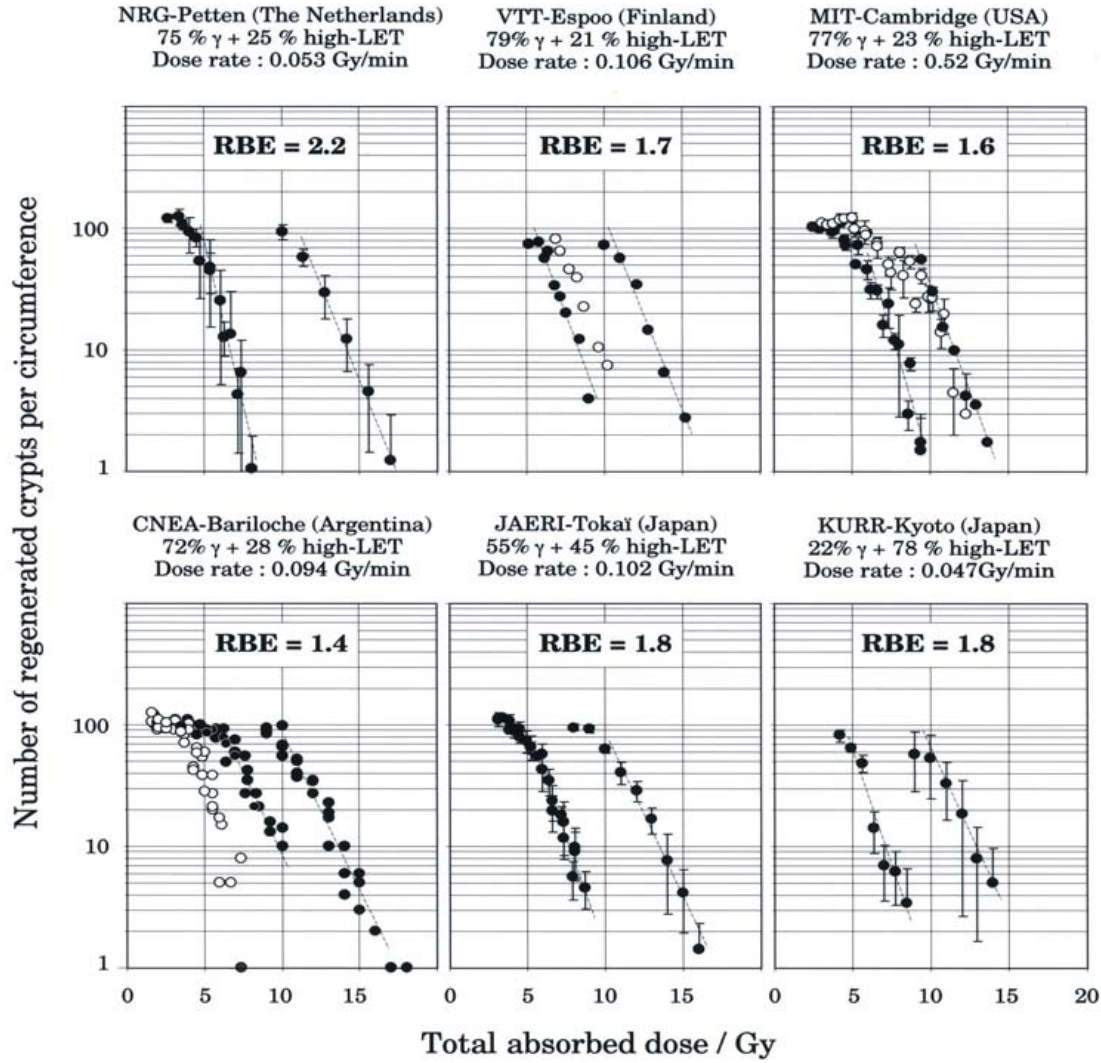 NRG-Petten (The Netherlands)
75 % γ + 25 % high-LET
Dose rate : 0.053 Gy/min
VTT-Espoo (Finland)
79% γ + 21 % high-LET
Dose rate : 0.106 Gy/min
MIT-Cambridge (USA)
77% γ + 23 % high-LET
Dose rate : 0.52 Gy/min
RBE = 2.2
RBE = 1.7
RBE = 1.6
100
10
1
Number of regenerated crypts per circumference
CNEA-Bariloche (Argentina)
72% γ + 28 % high-LET
Dose rate : 0.094 Gy/min
JAERI-Tokaï (Japan)
55% γ + 45 % high-LET
Dose rate : 0.102 Gy/min
KURR-Kyoto (Japan)
22% γ + 78 % high-LET
Dose rate : 0.047Gy/min
RBE = 1.4
RBE = 1.8
RBE = 1.8
100
10
1
0 5 10 15 0 5 10 15 0 5 10 15 20
Total absorbed dose / Gy